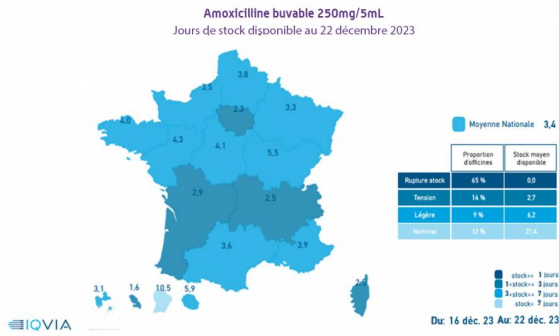 Amoxicilline buvable 250mg/5mL
Jours de stock disponible au 22 décembre 2023
3.8
3.5
2.3
3.3
4.0
4.3
4.1
5.5
2.9
2.5
3.6
3.9
3.1
1.6
10.5
5.9
Moyenne Nationale 3,4
Proportion d'officines
Stock moyen disponible
Rupture stock 65 % 0,0
Tension 14 % 2,7
Légère 9 % 6,2
Nominal 12 % 21,4
stock<= 1 jours
1<stock<= 3 jours
3<stock<= 7 jours
stock> 7 jours
IQVIA
Du: 16 déc. 23 Au: 22 déc. 23